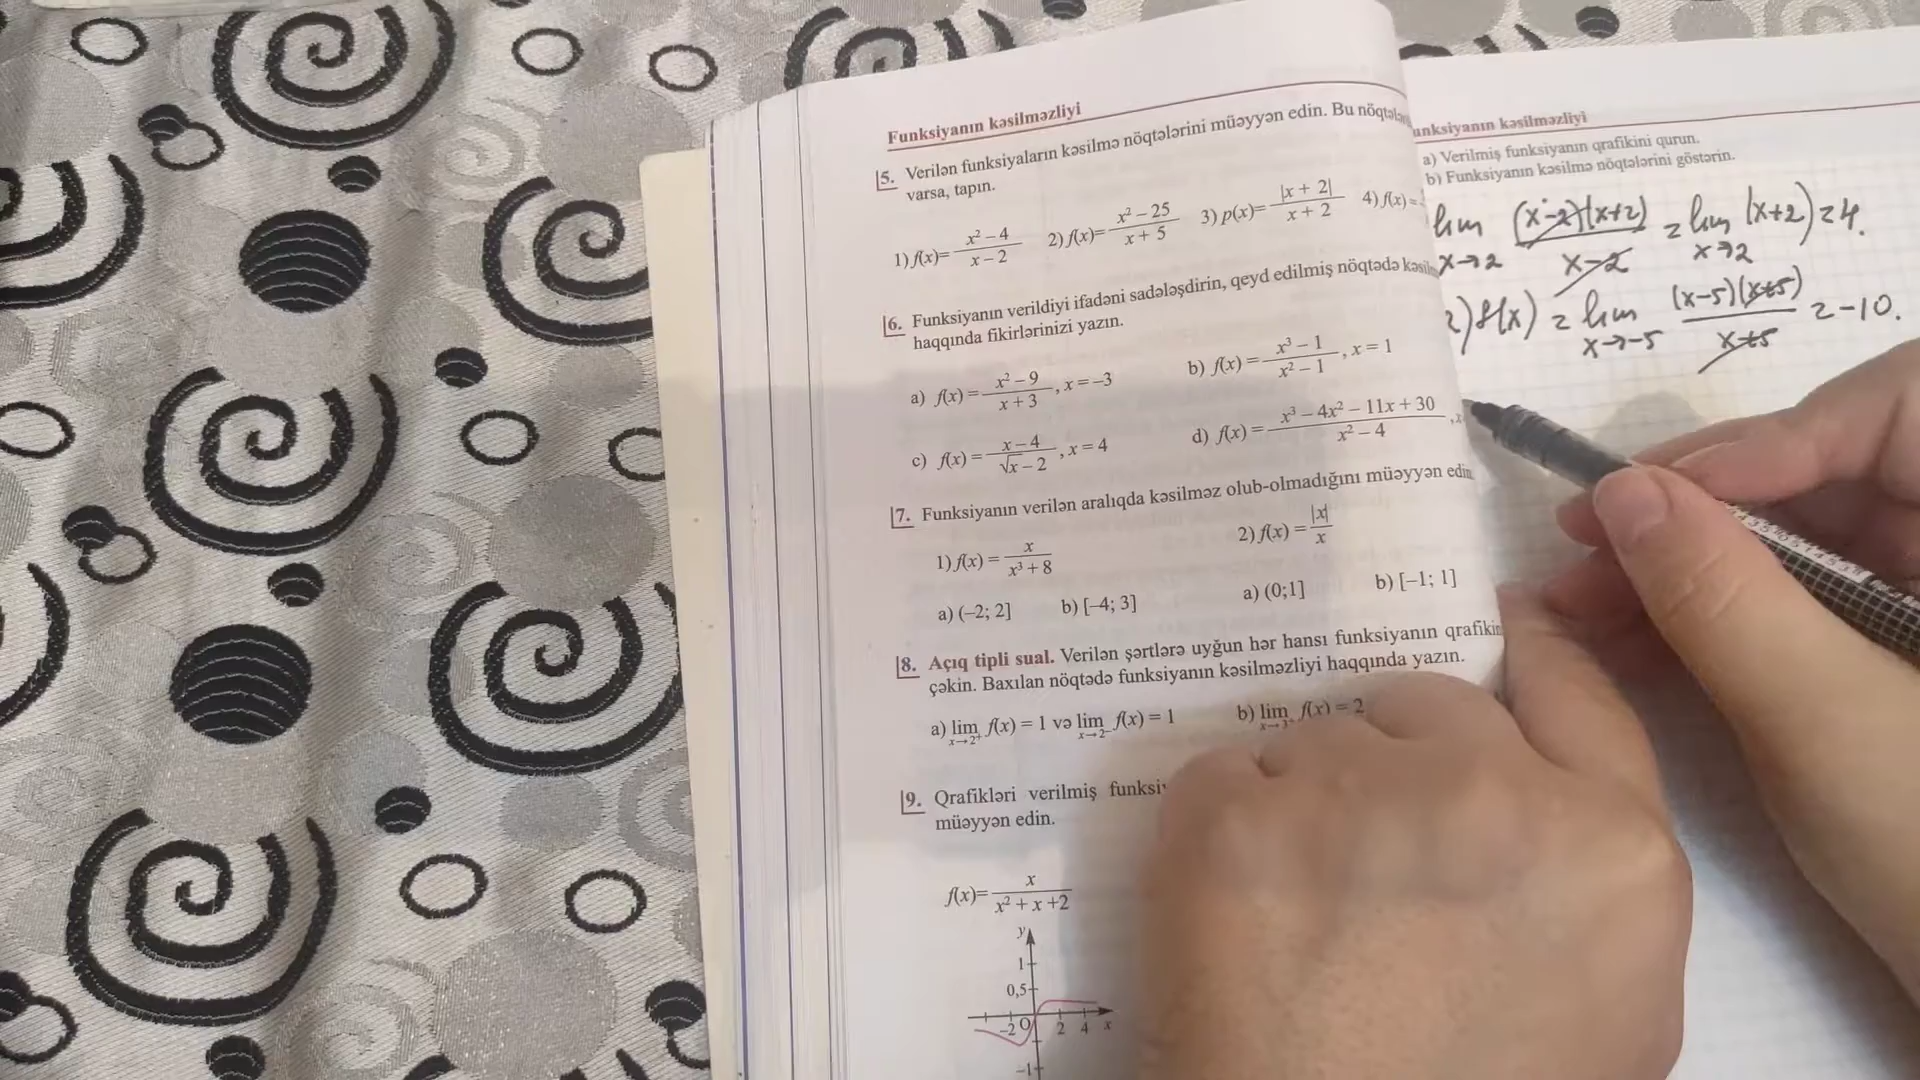 Funksiyanın kəsilməzliyi
5. Verilən funksiyaların kəsilmə nöqtələrini müəyyən edin. Bu
varsa, tapın.
1) f(x)= x² – 4 / x – 2 2) f(x)= x² – 25 / x + 5 3) p(x)= |x + 2| / x + 2 4) f(x)=
6. Funksiyanın verildiyi ifadəni sadələşdirin, qeyd edilmiş nöqtədə
haqqında fikirlərinizi yazın.
a) f(x) = x² – 9 / x + 3 , x = –3 b) f(x) = x³ – 1 / x² – 1 , x = 1
c) f(x) = x – 4 / √x – 2 , x = 4 d) f(x) = x³ – 4x² – 11x + 30 / x² – 4
7. Funksiyanın verilən aralıqda kəsilməz olub-olmadığını müəyyən edin
1) f(x) = x / x³ + 8 2) f(x) = |x| / x
a) (–2; 2] b) [–4; 3] a) (0;1] b) [–1; 1]
8. Açıq tipli sual. Verilən şərtlərə uyğun hər hansı funksiyanın qrafikin
çəkin. Baxılan nöqtədə funksiyanın kəsilməzliyi haqqında yazın.
a) lim x→2⁺ f(x) = 1 və lim x→2⁻ f(x) = 1 b) lim x→3⁺ f(x) = 2
9. Qrafikləri verilmiş
müəyyən edin.
f(x)= x / x² + x +2
y
1
0,5
–2 O 2 4 x
–1
unksiyanın kəsilməzliyi
a) Verilmiş funksiyanın qrafikini qurun.
b) Funksiyanın kəsilmə nöqtələrini göstərin.
lim x→2 (x–2)(x+2) / x–2 = lim x→2 (x+2) = 4.
2) f(x) = lim x→-5 (x–5)(x+5) / x+5 = –10.